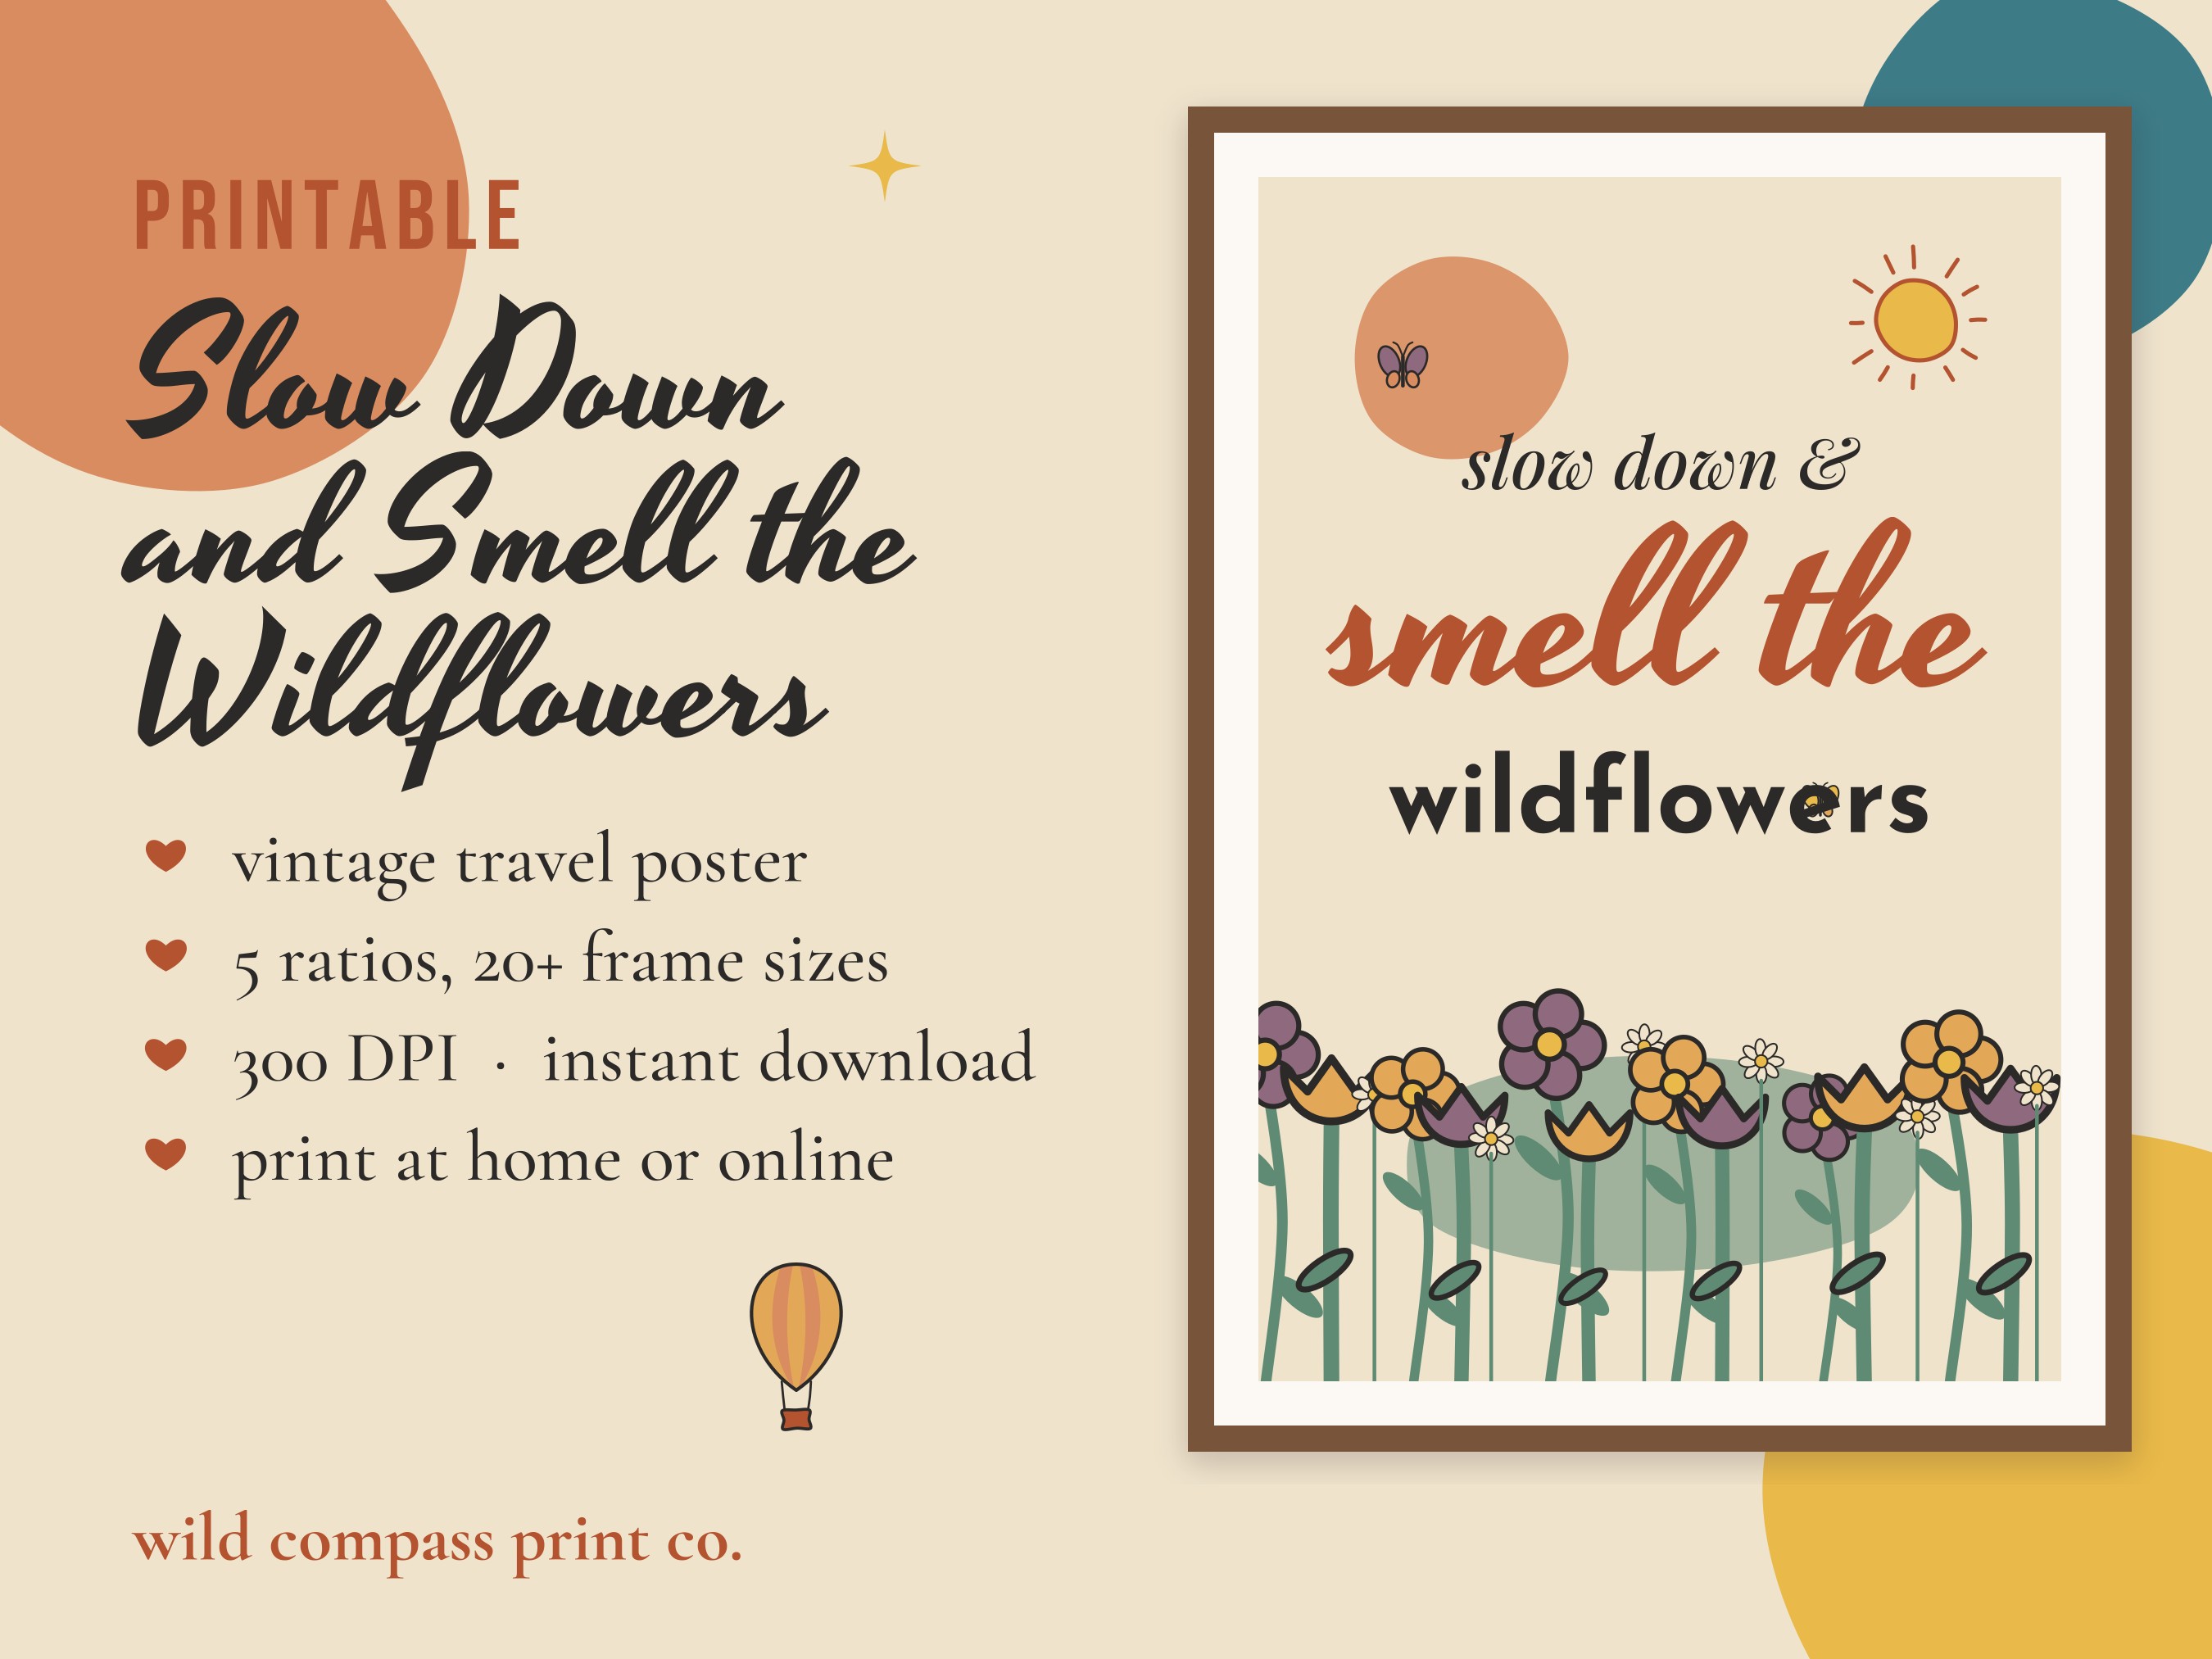 PRINTABLE
Slow Down
and Smell the
Wildflowers
vintage travel poster
5 ratios, 20+ frame sizes
300 DPI · instant download
print at home or online
wild compass print co.
slow down &
smell the
wildflowers